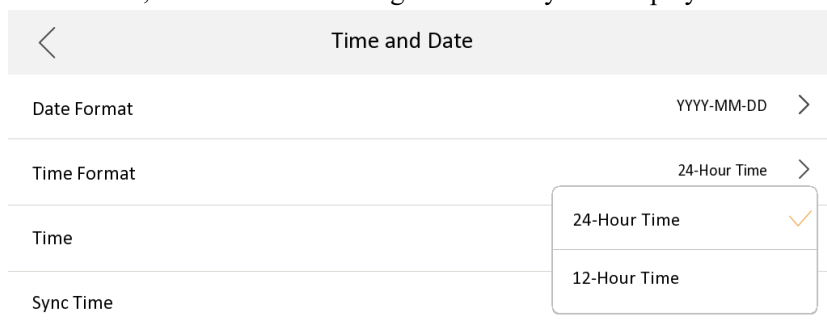 Time and Date
Date Format YYYY-MM-DD
Time Format 24-Hour Time
24-Hour Time
Time
12-Hour Time
Sync Time